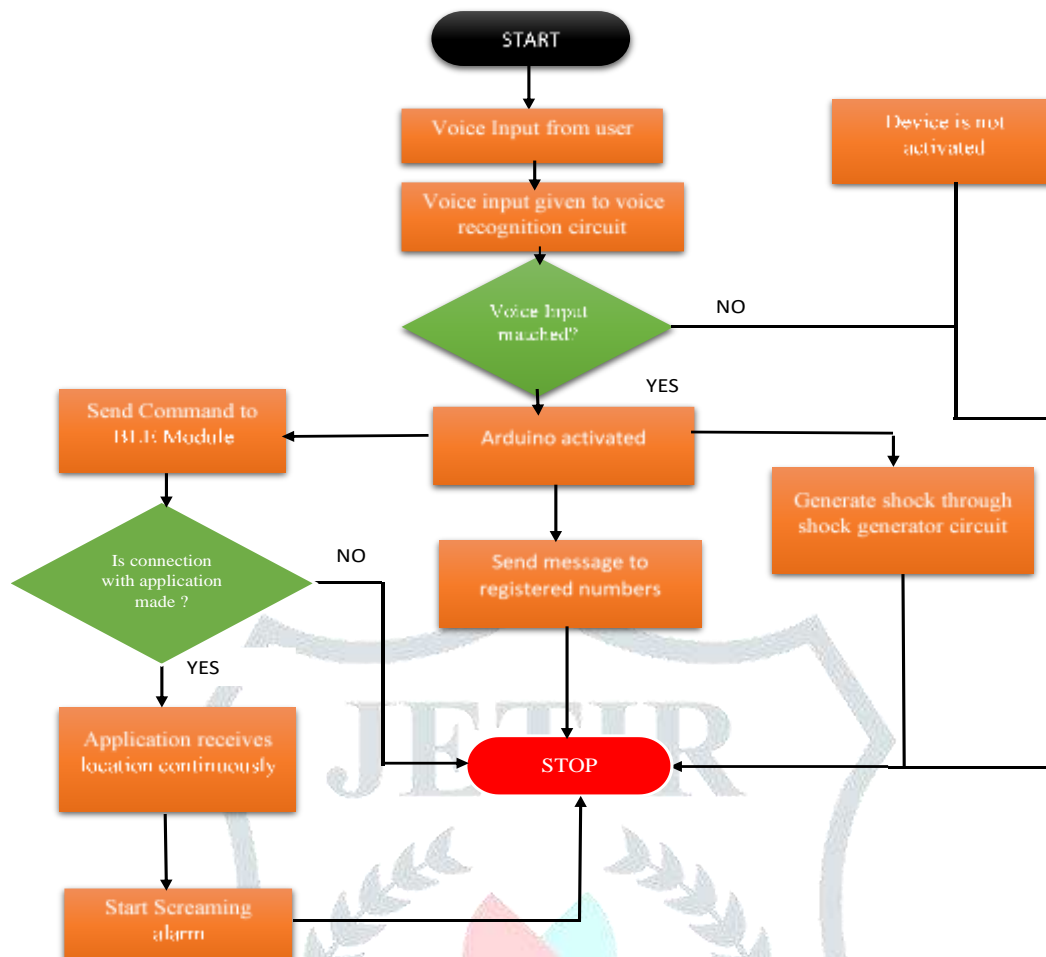 START
Voice Input from user
Device is not
activated
Voice input given to voice
recognition circuit
Voice Input
matched?
NO
YES
Send Command to
BLE Module
Arduino activated
Generate shock through
shock generator circuit
Is connection
with application
made ?
NO
Send message to
registered numbers
YES
JETIR
Application receives
location continuously
STOP
Start Screaming
alarm